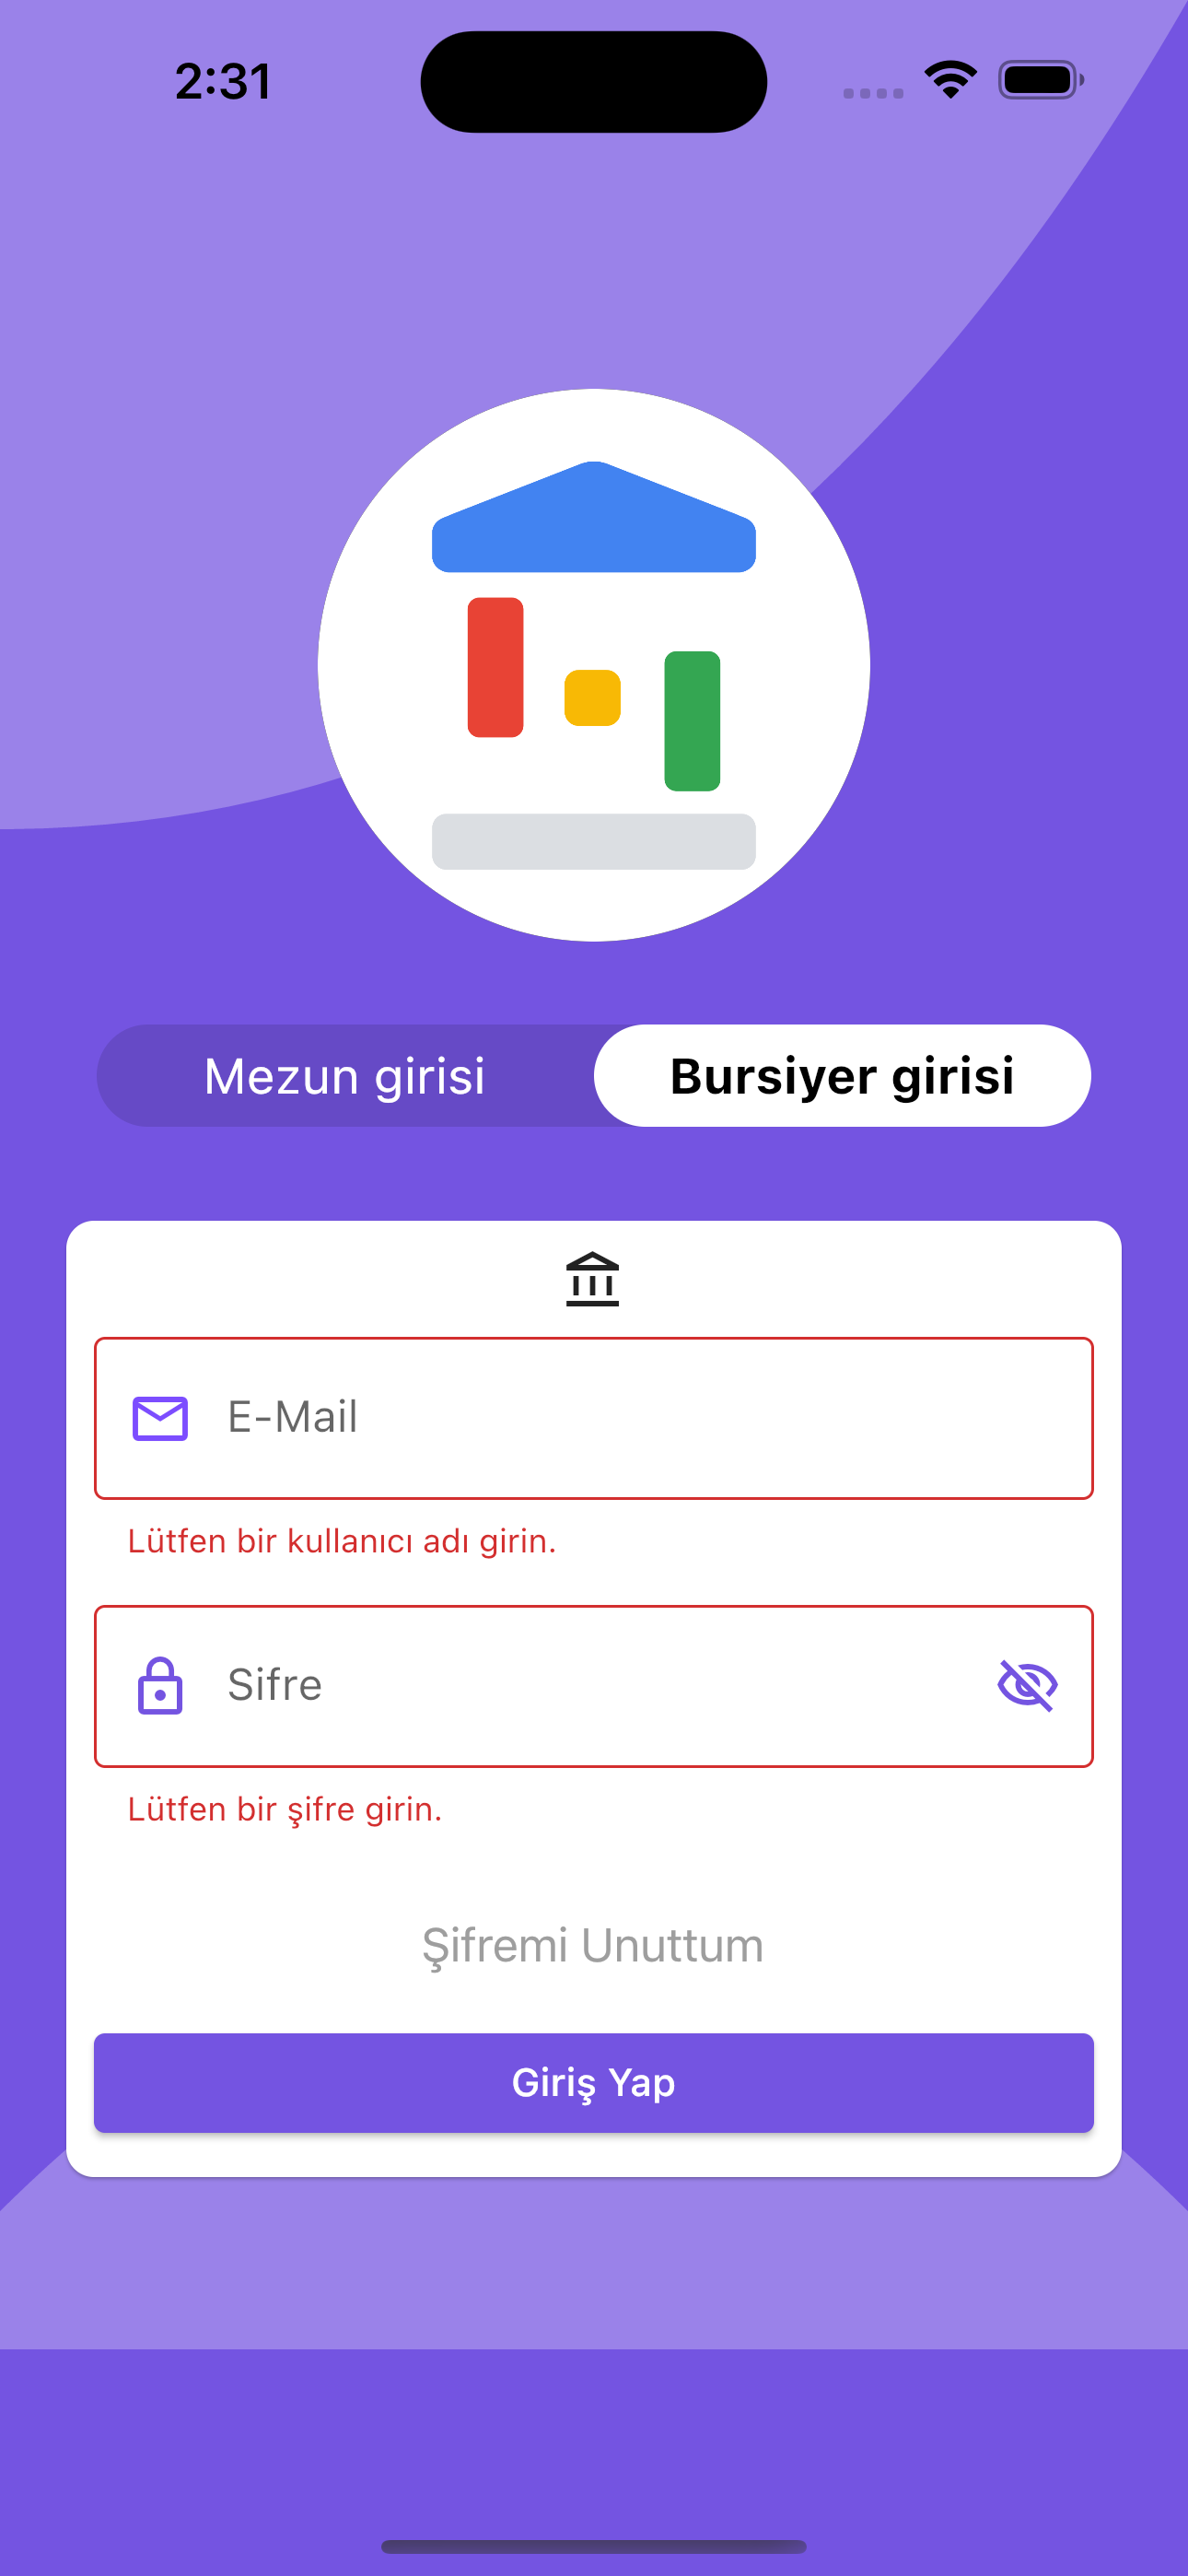 2:31
Mezun girisi
Bursiyer girisi
E-Mail
Lütfen bir kullanıcı adı girin.
Sifre
Lütfen bir şifre girin.
Şifremi Unuttum
Giriş Yap